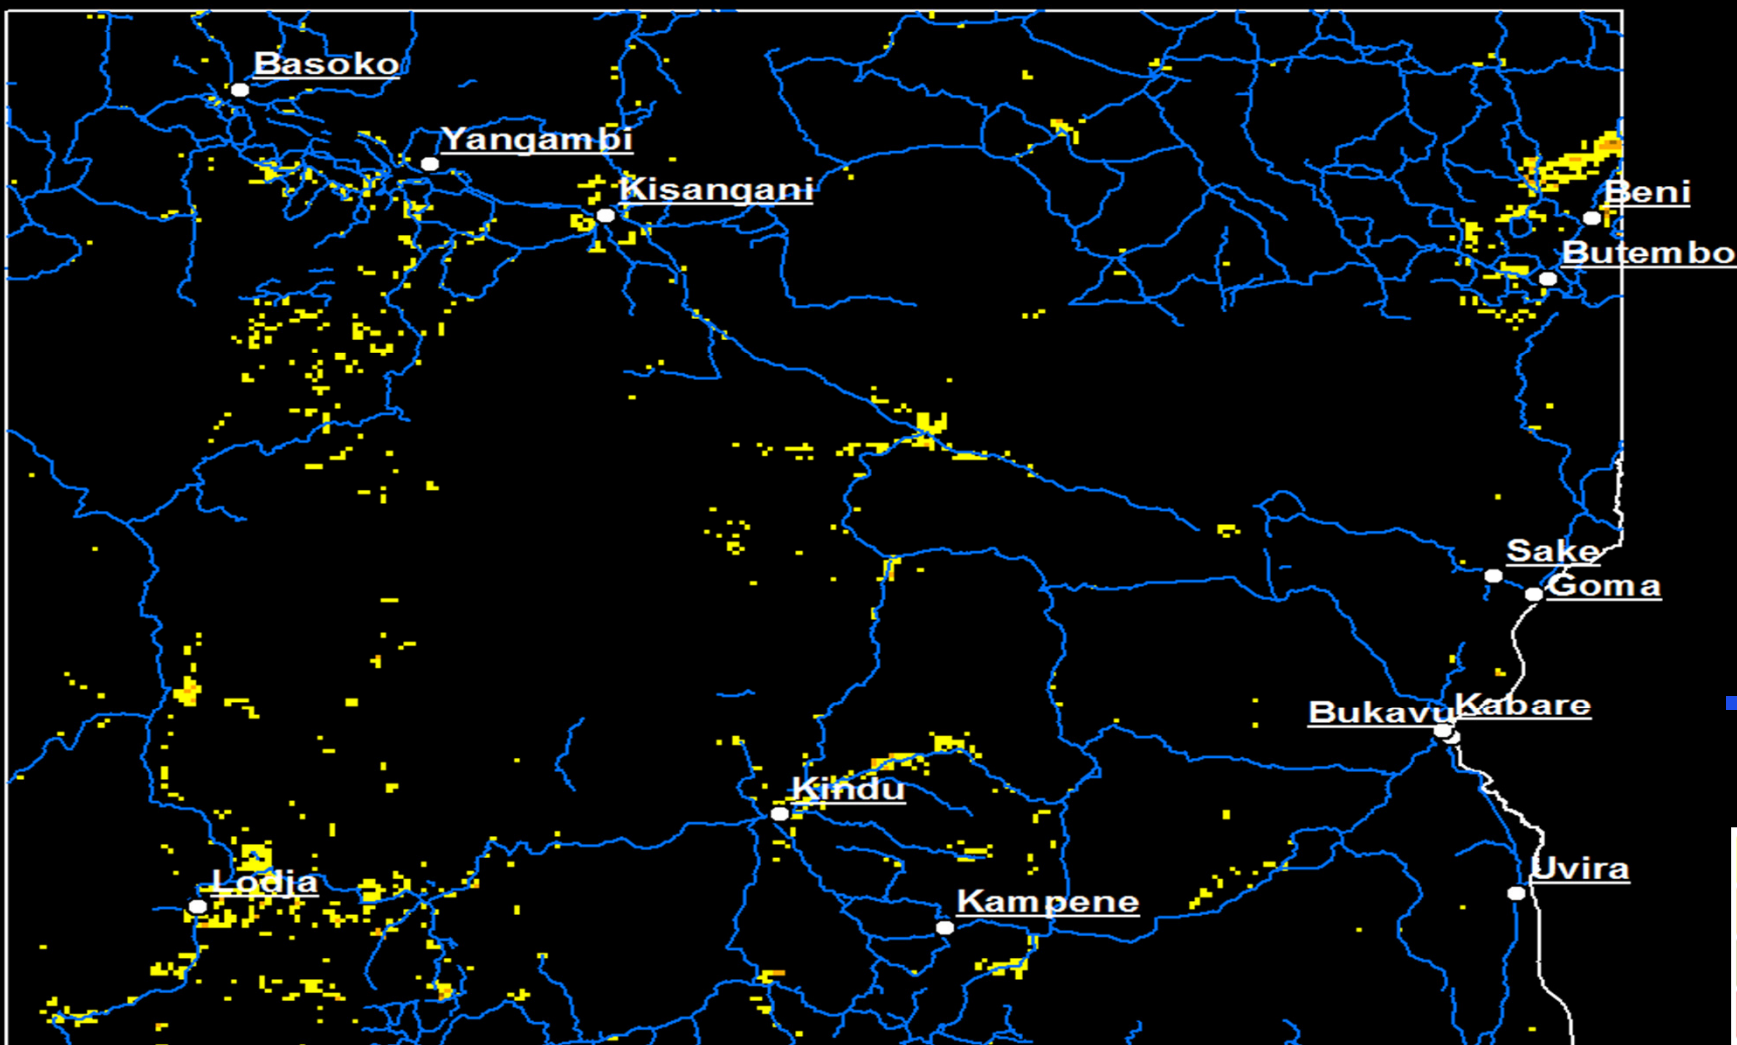 Basoko
Yangambi
Kisangani
Beni
Butembo
Sake
Goma
Kabare
Bukavu
Kindu
Uvira
Lodja
Kampene